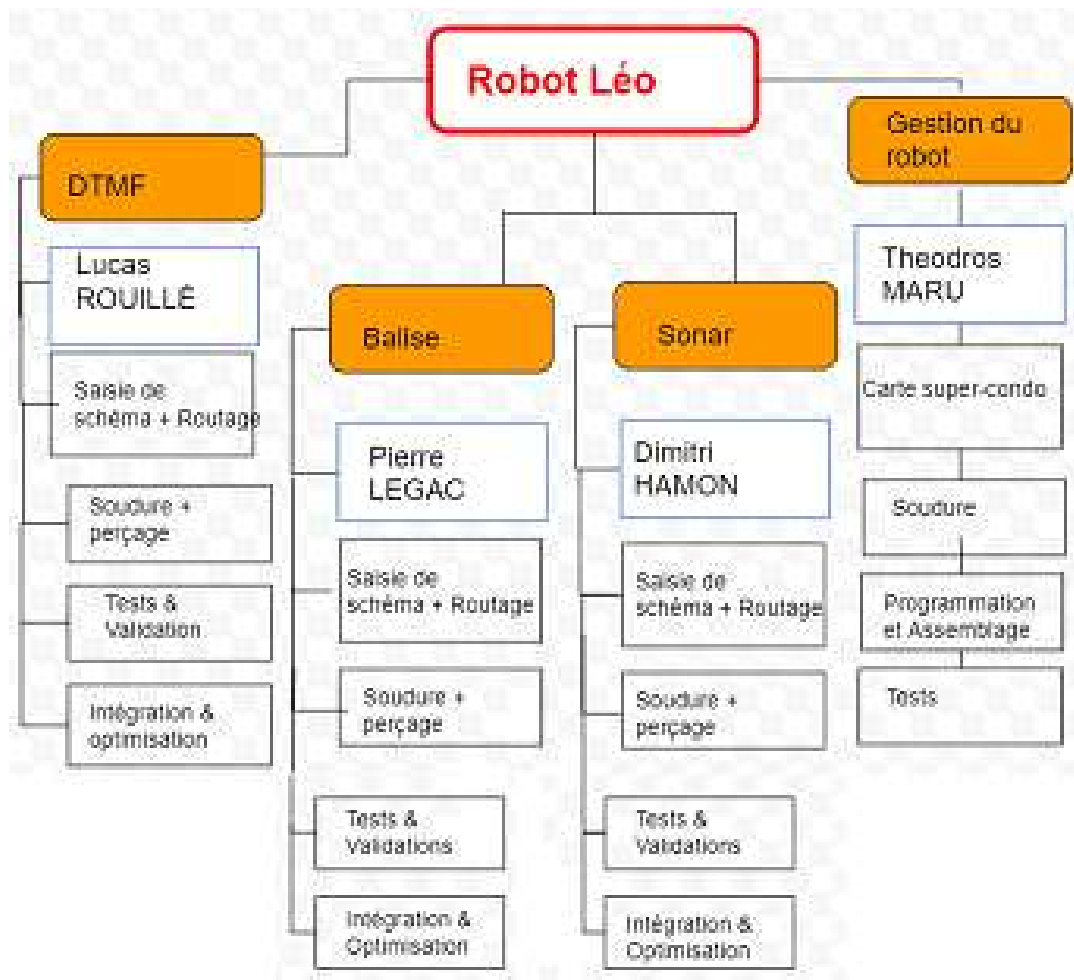 Robot Léo
DTMF
Lucas
ROUILLÉ
Saisie de
schéma + Routage
Soudure +
perçage
Tests &
Validation
Intégration &
optimisation
Balise
Pierre
LEGAC
Saisie de
schéma + Routage
Soudure +
perçage
Tests &
Validations
Intégration &
Optimisation
Sonar
Dimitri
HAMON
Saisie de
schéma + Routage
Soudure +
perçage
Tests &
Validations
Intégration &
Optimisation
Gestion du
robot
Theodros
MARU
Carte super-condo
Soudure
Programmation
et Assemblage
Tests